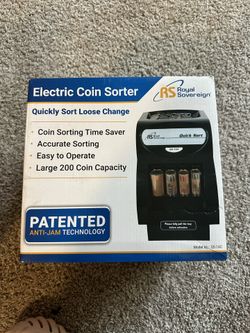 Electric Coin Sorter
RS Royal
Sovereign
Quickly Sort Loose Change
• Coin Sorting Time Saver
• Accurate Sorting
• Easy to Operate
• Large 200 Coin Capacity
Quick Sort
PATENTED
ANTI-JAM TECHNOLOGY